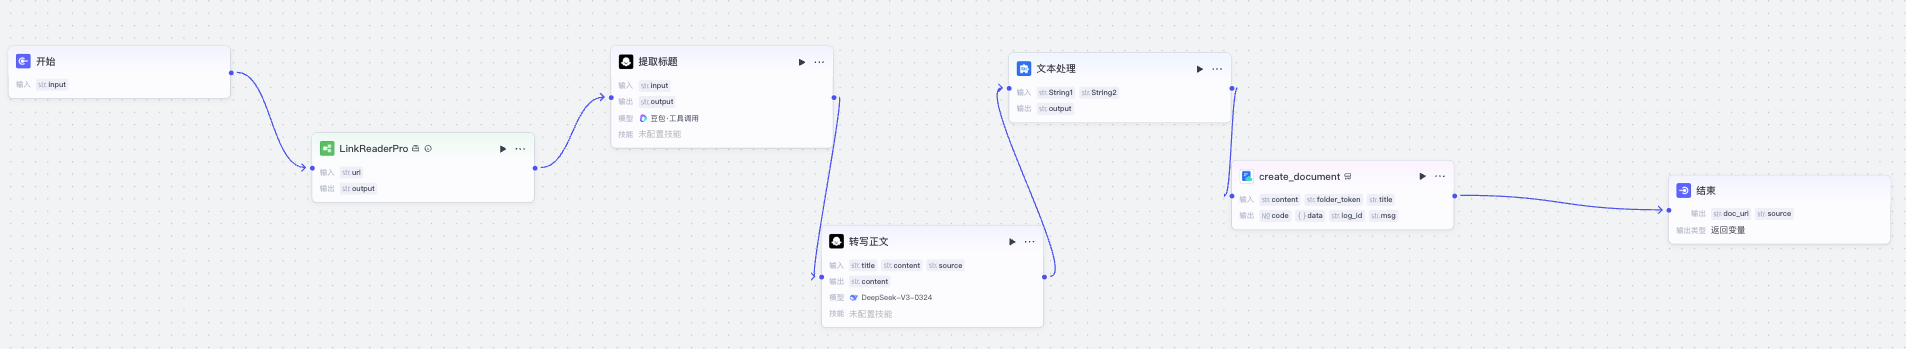 开始
输入 str. input
LinkReaderPro
输入 str. url
输出 str. output
提取标题
输入 str. input
输出 str. output
模型 豆包·工具调用
技能 未配置技能
转写正文
输入 str. title str. content str. source
输出 str. content
模型 DeepSeek-V3-0324
技能 未配置技能
文本处理
输入 str. String1 str. String2
输出 str. output
create_document
输入 str. content str. folder_token str. title
输出 NO code { } data str. log_id str. msg
结束
输出 str. doc_url str. source
输出类型 返回变量